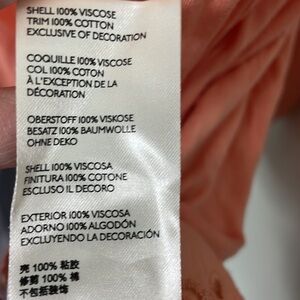 SHELL 100% VISCOSE
TRIM 100% COTTON
EXCLUSIVE OF DECORATION
COQUILLE 100% VISCOSE
COL 100% COTON
À L'EXCEPTION DE LA
DÉCORATION
OBERSTOFF 100% VISKOSE
BESATZ 100% BAUMWOLLE
OHNE DEKO
SHELL 100% VISCOSA
FINITURA 100% COTONE
ESCLUSO IL DECORO
EXTERIOR 100% VISCOSA
ADORNO 100% ALGODÓN
EXCLUYENDO LA DECORACIÓN
壳 100% 粘胶
修剪 100% 棉
不包括装饰